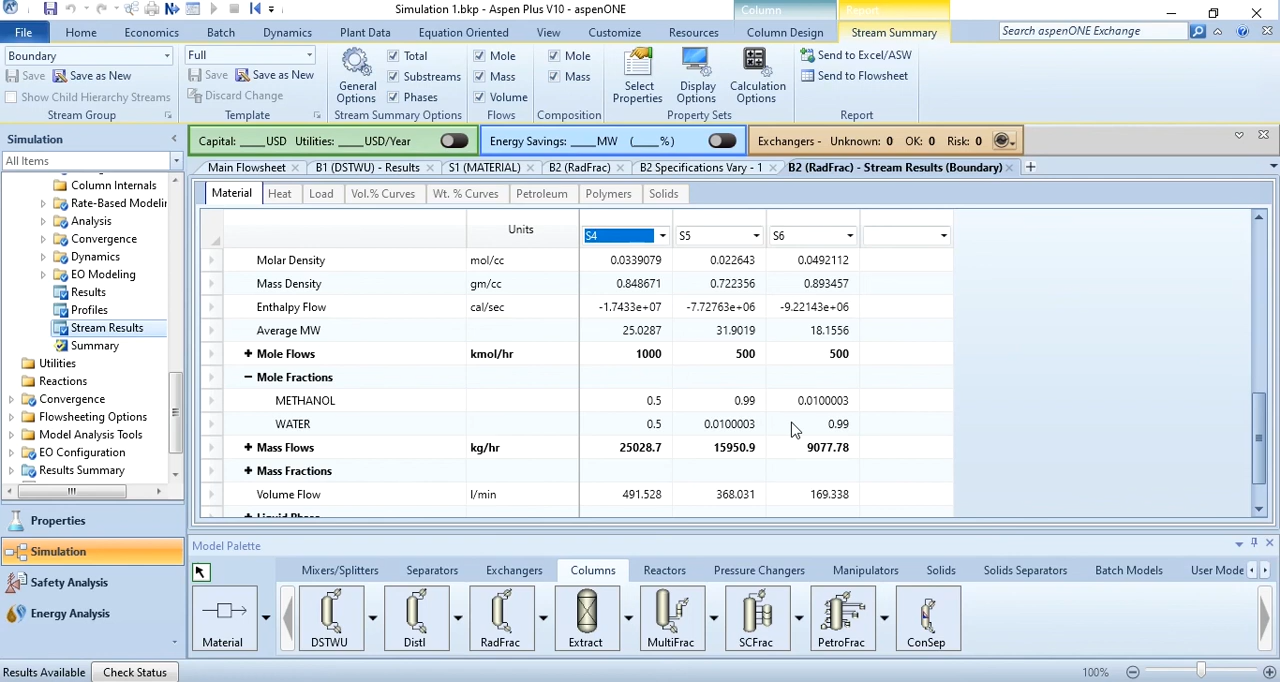 Simulation 1.bkp - Aspen Plus V10 - aspenONE
Column
Report
File Home Economics Batch Dynamics Plant Data Equation Oriented View Customize Resources Column Design Stream Summary
Search aspenONE Exchange
Boundary
Save Save as New
Show Child Hierarchy Streams
Stream Group
Full
Save Save as New
Discard Change
Template
General Options
Total
Substreams
Phases
Stream Summary Options
Mole
Mass
Volume
Flows
Mole
Mass
Composition
Select Properties
Display Options
Calculation Options
Property Sets
Send to Excel/ASW
Send to Flowsheet
Report
Simulation
All Items
Capital: ____USD Utilities: ____USD/Year
Energy Savings: ____MW (____%)
Exchangers - Unknown: 0 OK: 0 Risk: 0
Main Flowsheet B1 (DSTWU) - Results S1 (MATERIAL) B2 (RadFrac) B2 Specifications Vary - 1 B2 (RadFrac) - Stream Results (Boundary)
Column Internals
Rate-Based Modelin
Analysis
Convergence
Dynamics
EO Modeling
Results
Profiles
Stream Results
Summary
Utilities
Reactions
Convergence
Flowsheeting Options
Model Analysis Tools
EO Configuration
Results Summary
Properties
Simulation
Safety Analysis
Energy Analysis
Material Heat Load Vol.% Curves Wt. % Curves Petroleum Polymers Solids
Units S4 S5 S6
Molar Density mol/cc 0.0339079 0.022643 0.0492112
Mass Density gm/cc 0.848671 0.722356 0.893457
Enthalpy Flow cal/sec -1.7433e+07 -7.72763e+06 -9.22143e+06
Average MW 25.0287 31.9019 18.1556
Mole Flows kmol/hr 1000 500 500
Mole Fractions
METHANOL 0.5 0.99 0.0100003
WATER 0.5 0.0100003 0.99
Mass Flows kg/hr 25028.7 15950.9 9077.78
Mass Fractions
Volume Flow l/min 491.528 368.031 169.338
Liquid Phase
Model Palette
Mixers/Splitters Separators Exchangers Columns Reactors Pressure Changers Manipulators Solids Solids Separators Batch Models User Mode
Material DSTWU Distl RadFrac Extract MultiFrac SCFrac PetroFrac ConSep
Results Available Check Status
100%